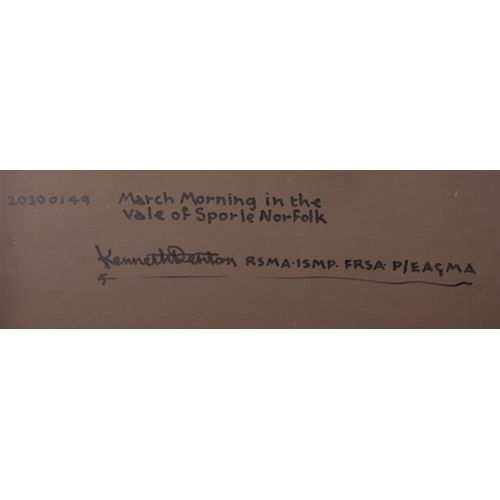 20300149 March Morning in the
Vale of Sporle Norfolk
Kenneth Denton RSMA·ISMP. FRSA· P/EAGMA